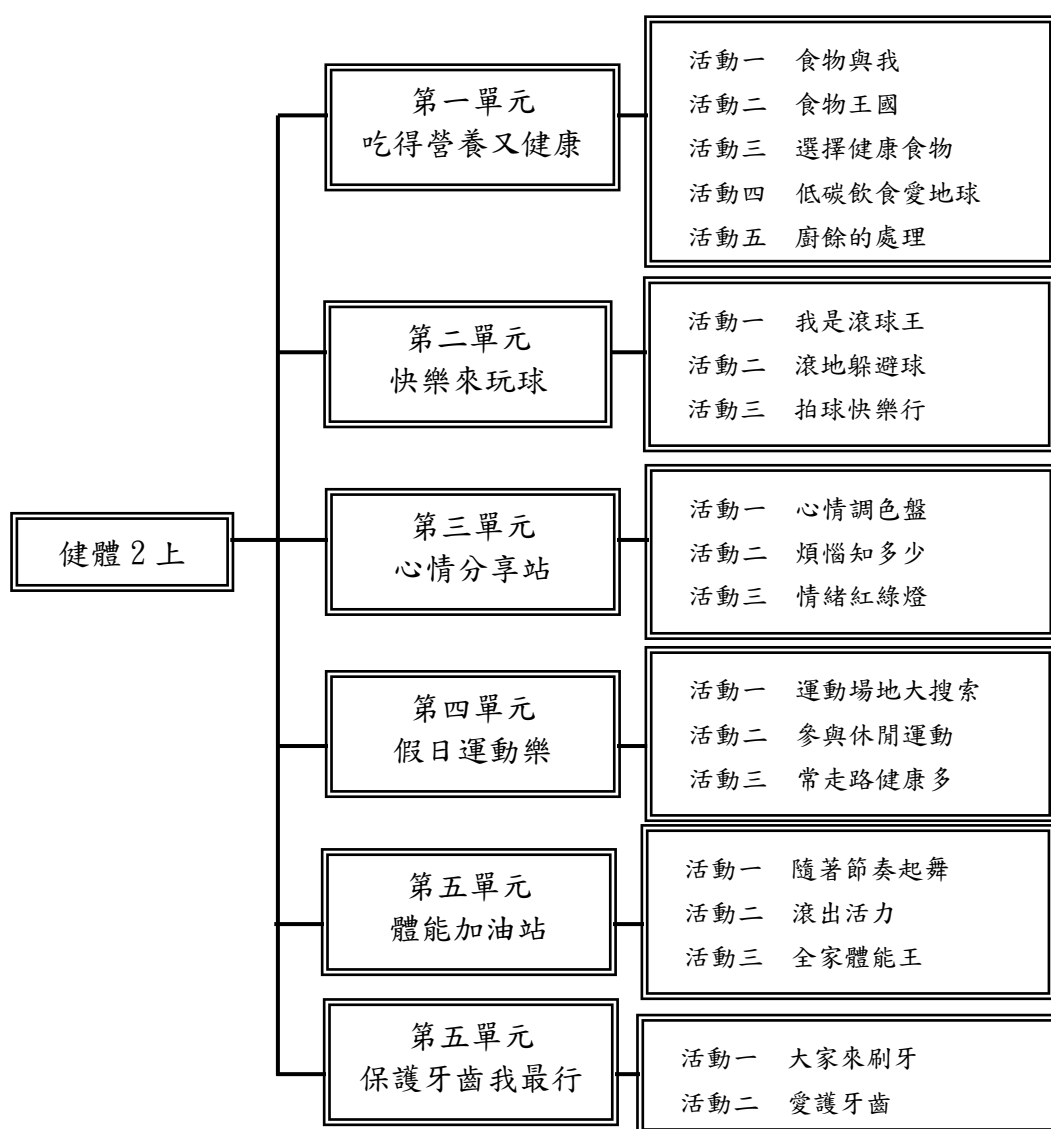 健體2上
第一單元
吃得營養又健康
活動一 食物與我
活動二 食物王國
活動三 選擇健康食物
活動四 低碳飲食愛地球
活動五 廚餘的處理
第二單元
快樂來玩球
活動一 我是滾球王
活動二 滾地躲避球
活動三 拍球快樂行
第三單元
心情分享站
活動一 心情調色盤
活動二 煩惱知多少
活動三 情緒紅綠燈
第四單元
假日運動樂
活動一 運動場地大搜索
活動二 參與休閒運動
活動三 常走路健康多
第五單元
體能加油站
活動一 隨著節奏起舞
活動二 滾出活力
活動三 全家體能王
第五單元
保護牙齒我最行
活動一 大家來刷牙
活動二 愛護牙齒